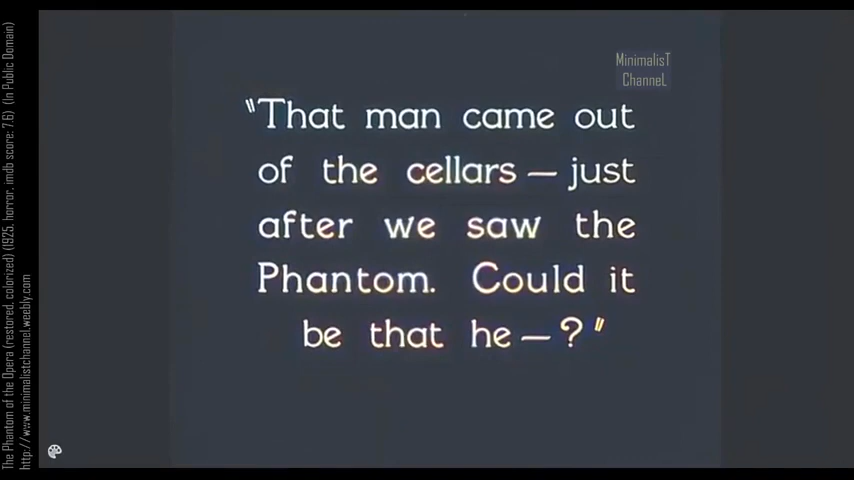 "That man came out
of the cellars — just
after we saw the
Phantom. Could it
be that he — ?"
MinimalisT
ChanneL
The Phantom of the Opera (restored, colorized) (1925, horror, imdb score: 7.6) (In Public Domain)
http://www.minimalistchannel.weebly.com